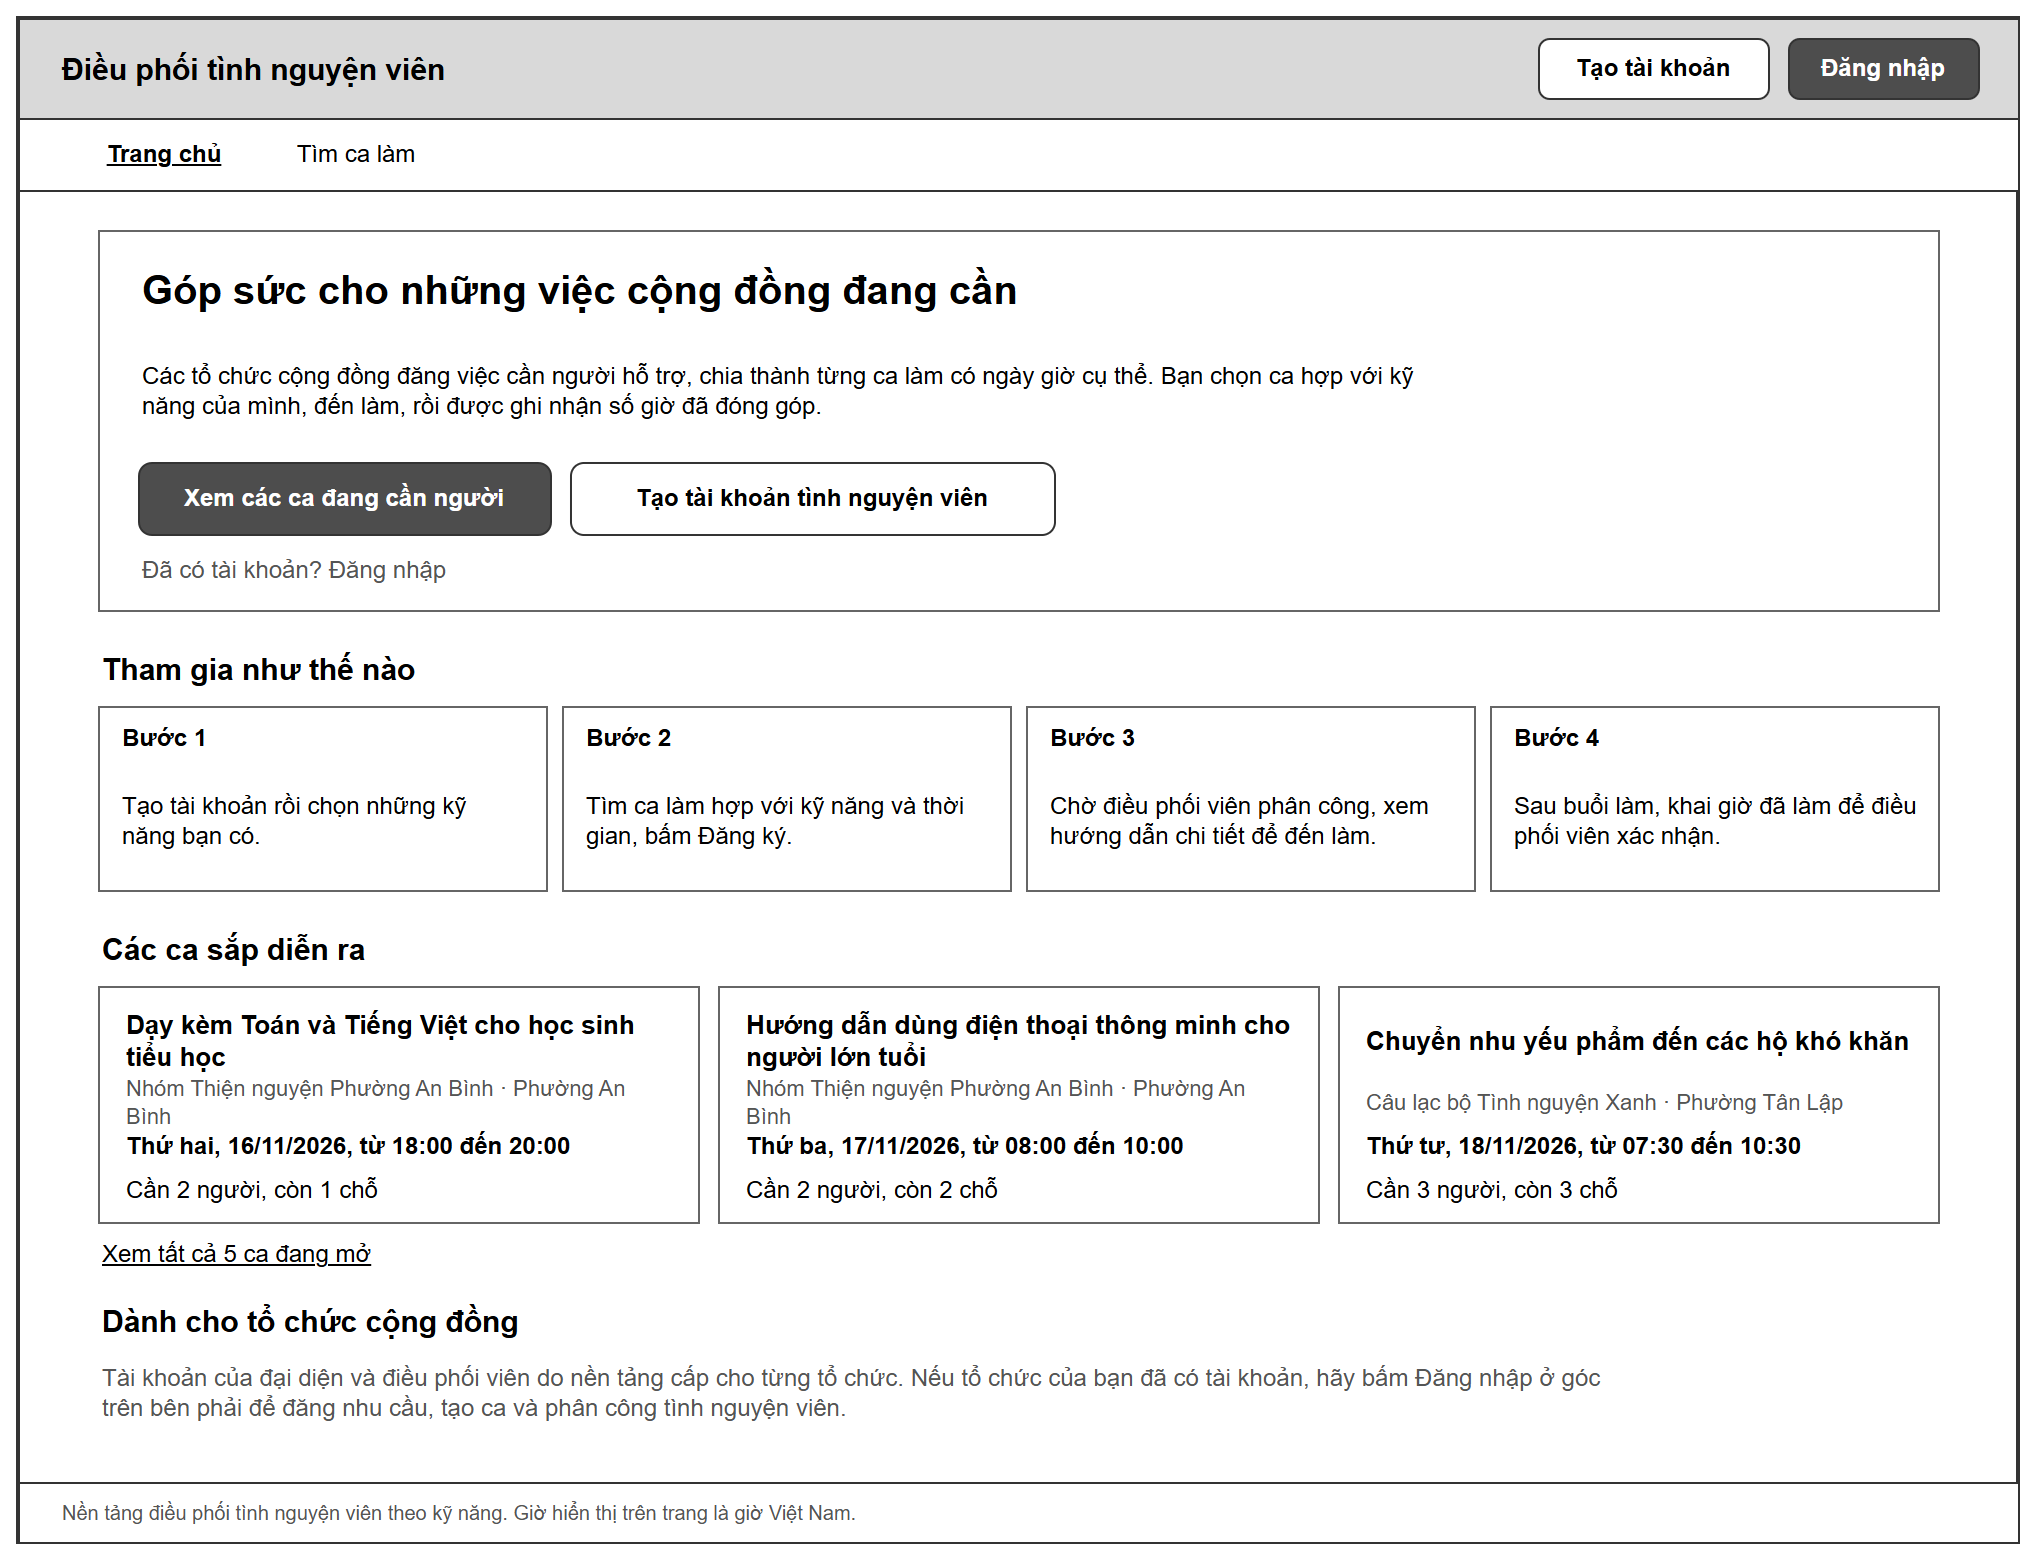 Điều phối tình nguyện viên
Tạo tài khoản
Đăng nhập
Trang chủ
Tìm ca làm
Góp sức cho những việc cộng đồng đang cần
Các tổ chức cộng đồng đăng việc cần người hỗ trợ, chia thành từng ca làm có ngày giờ cụ thể. Bạn chọn ca hợp với kỹ
năng của mình, đến làm, rồi được ghi nhận số giờ đã đóng góp.
Xem các ca đang cần người
Tạo tài khoản tình nguyện viên
Đã có tài khoản? Đăng nhập
Tham gia như thế nào
Bước 1
Tạo tài khoản rồi chọn những kỹ
năng bạn có.
Bước 2
Tìm ca làm hợp với kỹ năng và thời
gian, bấm Đăng ký.
Bước 3
Chờ điều phối viên phân công, xem
hướng dẫn chi tiết để đến làm.
Bước 4
Sau buổi làm, khai giờ đã làm để điều
phối viên xác nhận.
Các ca sắp diễn ra
Dạy kèm Toán và Tiếng Việt cho học sinh
tiểu học
Nhóm Thiện nguyện Phường An Bình · Phường An
Bình
Thứ hai, 16/11/2026, từ 18:00 đến 20:00
Cần 2 người, còn 1 chỗ
Hướng dẫn dùng điện thoại thông minh cho
người lớn tuổi
Nhóm Thiện nguyện Phường An Bình · Phường An
Bình
Thứ ba, 17/11/2026, từ 08:00 đến 10:00
Cần 2 người, còn 2 chỗ
Chuyển nhu yếu phẩm đến các hộ khó khăn
Câu lạc bộ Tình nguyện Xanh · Phường Tân Lập
Thứ tư, 18/11/2026, từ 07:30 đến 10:30
Cần 3 người, còn 3 chỗ
Xem tất cả 5 ca đang mở
Dành cho tổ chức cộng đồng
Tài khoản của đại diện và điều phối viên do nền tảng cấp cho từng tổ chức. Nếu tổ chức của bạn đã có tài khoản, hãy bấm Đăng nhập ở góc
trên bên phải để đăng nhu cầu, tạo ca và phân công tình nguyện viên.
Nền tảng điều phối tình nguyện viên theo kỹ năng. Giờ hiển thị trên trang là giờ Việt Nam.